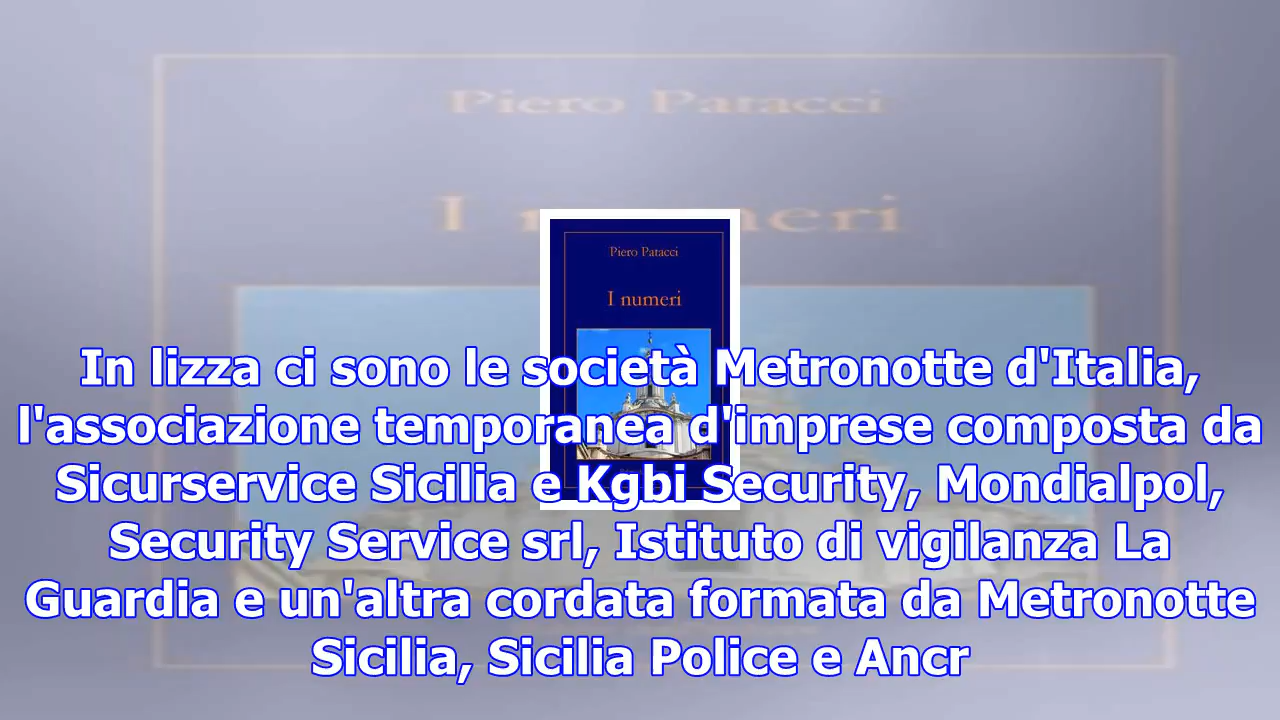 Piero Patacci
I numeri
Piero Patacci
I numeri
In lizza ci sono le società Metronotte d'Italia,
l'associazione temporanea d'imprese composta da
Sicurservice Sicilia e Kgbi Security, Mondialpol,
Security Service srl, Istituto di vigilanza La
Guardia e un'altra cordata formata da Metronotte
Sicilia, Sicilia Police e Ancr